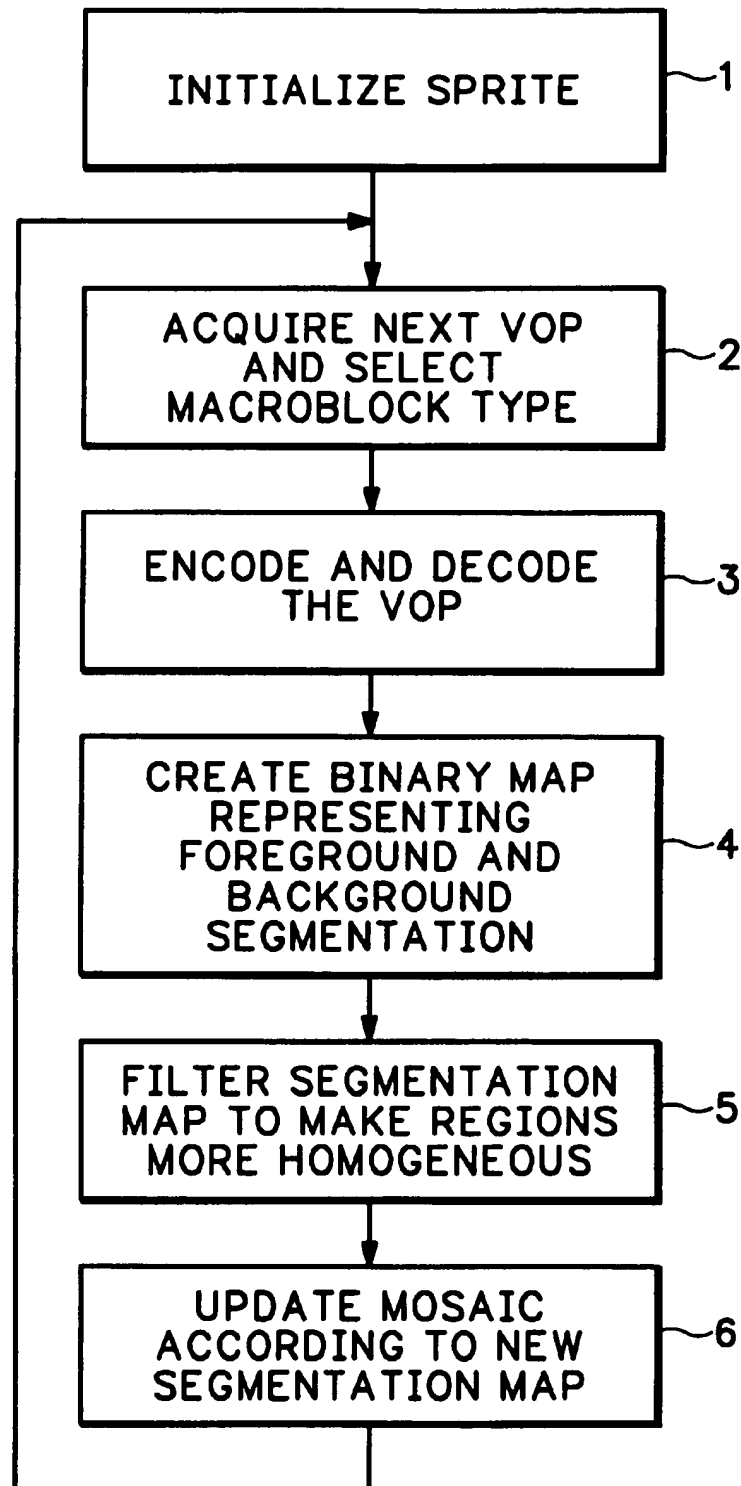 INITIALIZE SPRITE
1
ACQUIRE NEXT VOP
AND SELECT
MACROBLOCK TYPE
2
ENCODE AND DECODE
THE VOP
3
CREATE BINARY MAP
REPRESENTING
FOREGROUND AND
BACKGROUND
SEGMENTATION
4
FILTER SEGMENTATION
MAP TO MAKE REGIONS
MORE HOMOGENEOUS
5
UPDATE MOSAIC
ACCORDING TO NEW
SEGMENTATION MAP
6